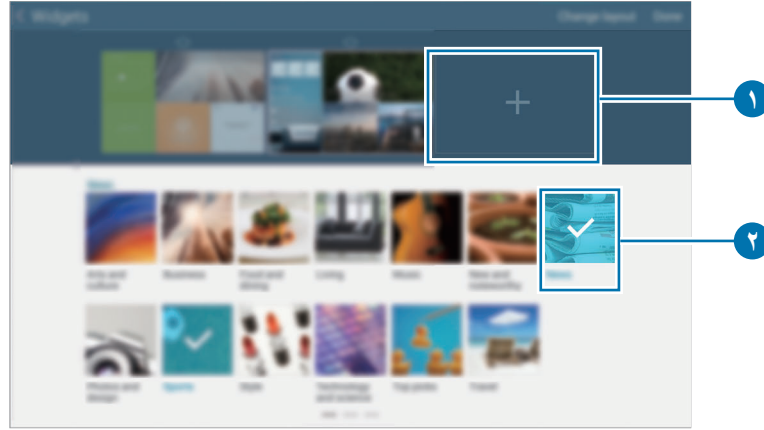 Widgets
Change layout Done
١
News
Arts and
culture
Business
Food and
dining
Living
Music
New and
noteworthy
News
٢
Photos and
design
Sports
Style
Technology
and science
Top picks
Travel